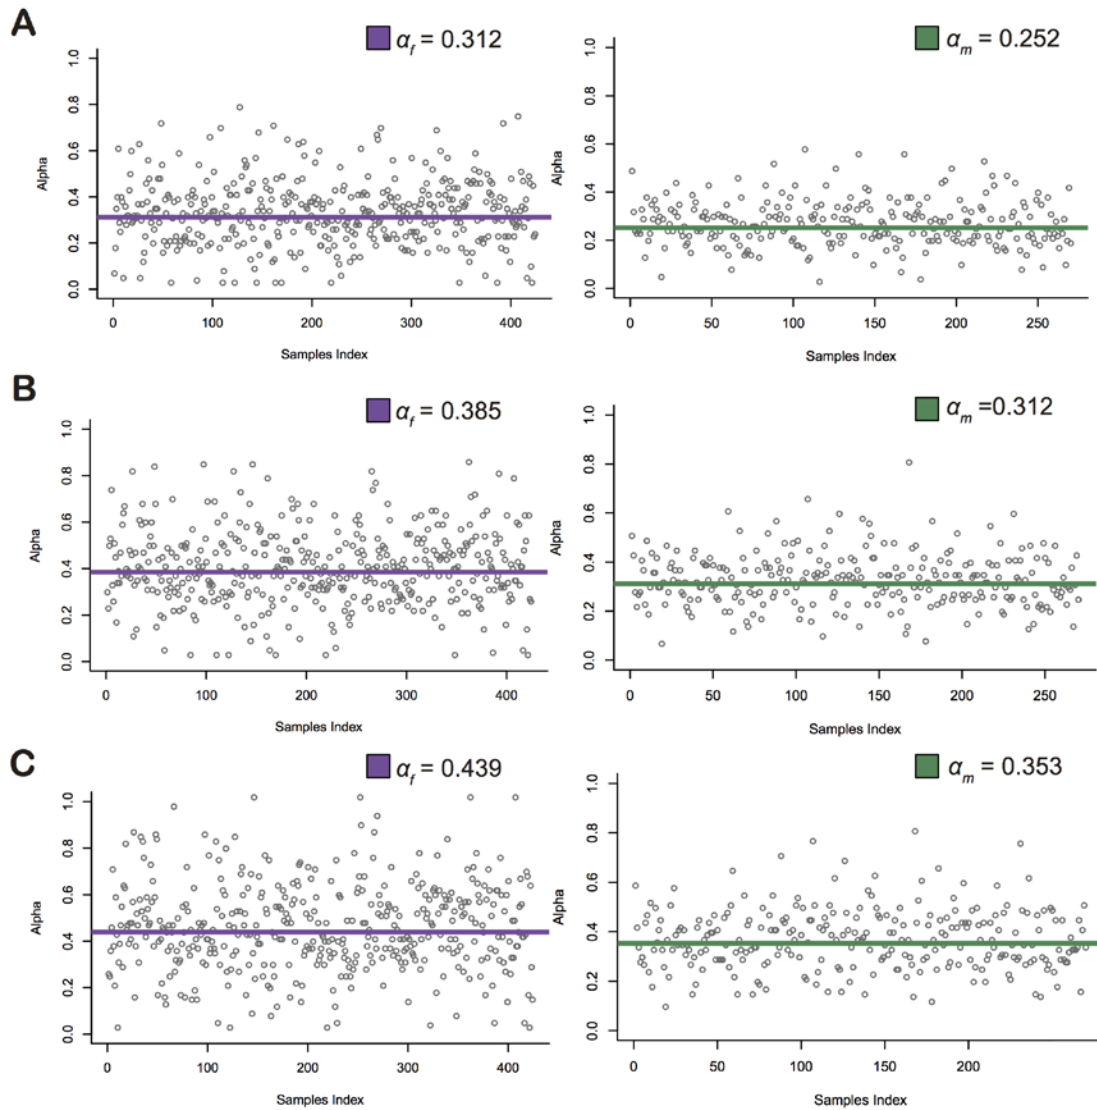 A
αf = 0.312
αm = 0.252
1.0
0.8
0.6
0.4
0.2
0.0
Alpha
0 100 200 300 400
Samples Index
1.0
0.8
0.6
0.4
0.2
0.0
Alpha
0 50 100 150 200 250
Samples Index
B
αf = 0.385
αm =0.312
1.0
0.8
0.6
0.4
0.2
0.0
Alpha
0 100 200 300 400
Samples Index
1.0
0.8
0.6
0.4
0.2
0.0
Alpha
0 50 100 150 200 250
Samples Index
C
αf = 0.439
αm = 0.353
1.0
0.8
0.6
0.4
0.2
0.0
Alpha
0 100 200 300 400
Samples Index
1.0
0.8
0.6
0.4
0.2
0.0
Alpha
0 50 100 150 200
Samples Index